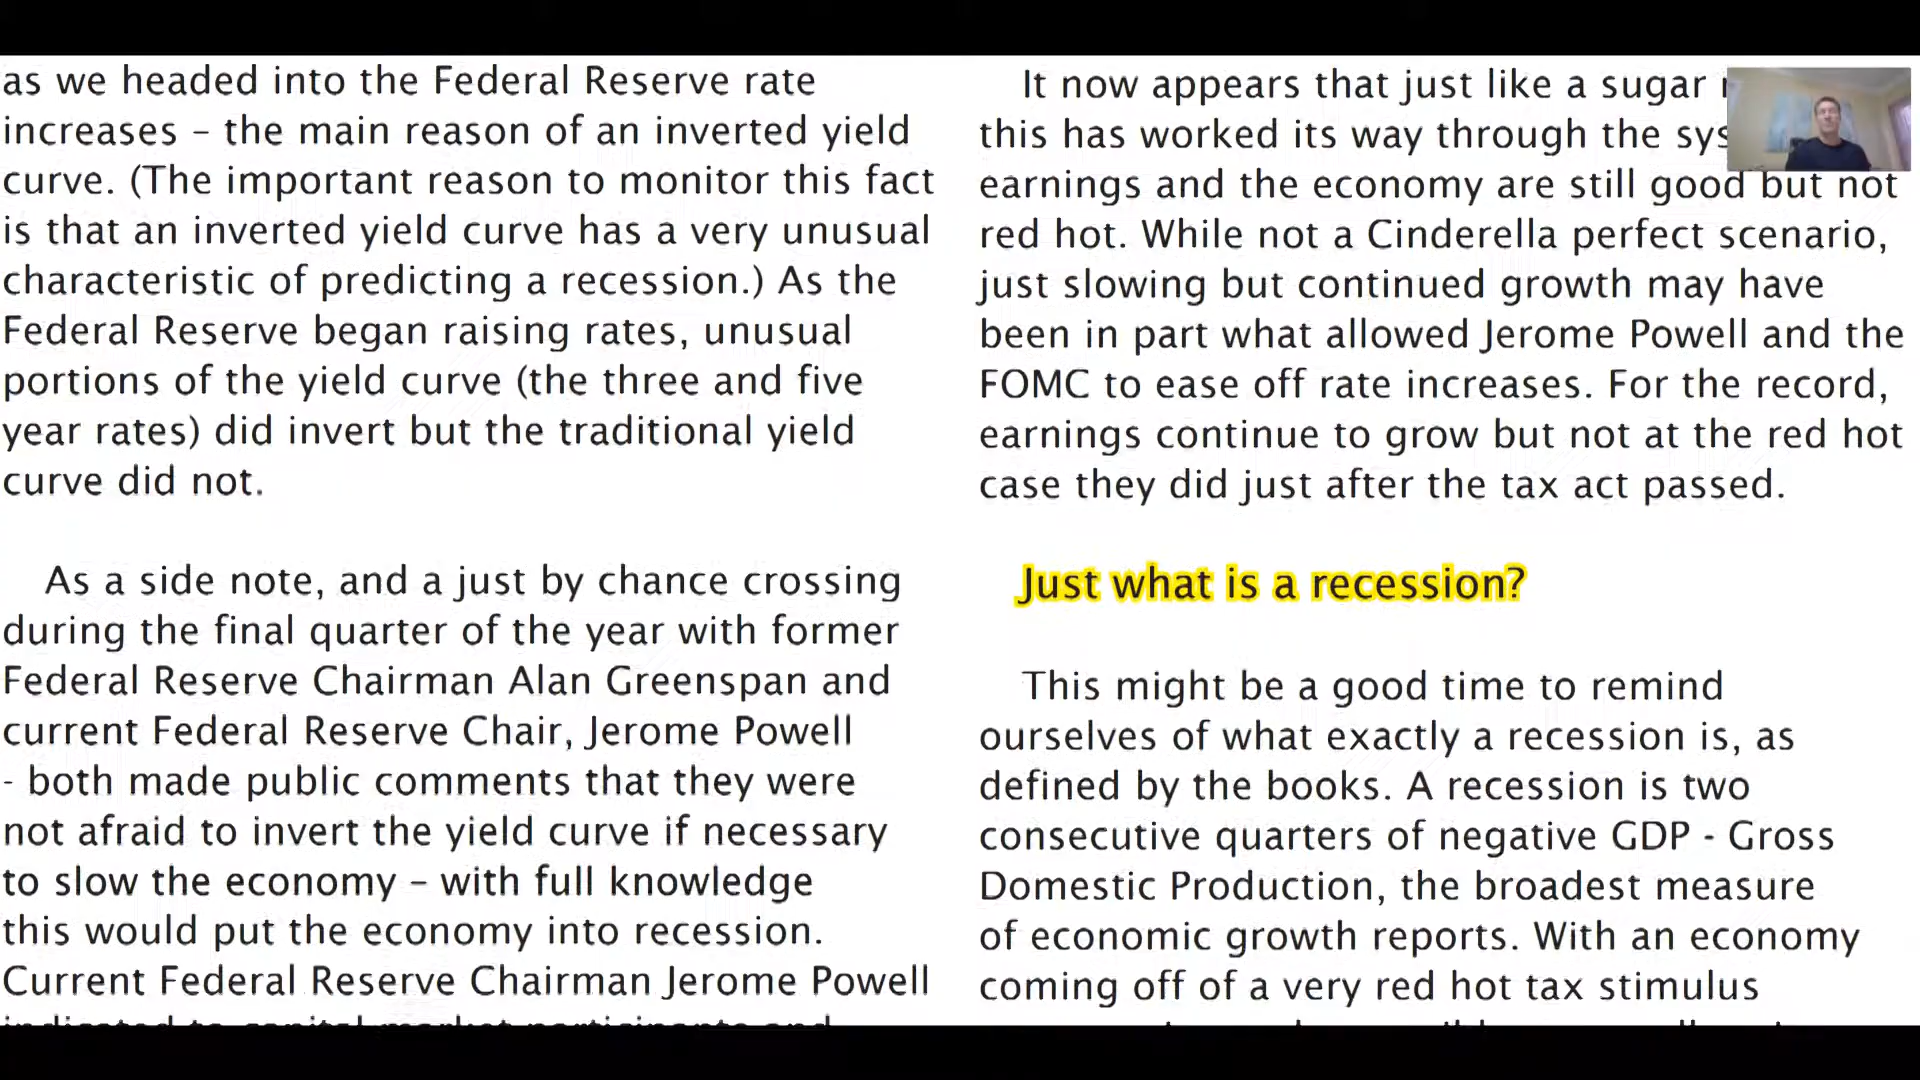 as we headed into the Federal Reserve rate
increases – the main reason of an inverted yield
curve. (The important reason to monitor this fact
is that an inverted yield curve has a very unusual
characteristic of predicting a recession.) As the
Federal Reserve began raising rates, unusual
portions of the yield curve (the three and five
year rates) did invert but the traditional yield
curve did not.
As a side note, and a just by chance crossing
during the final quarter of the year with former
Federal Reserve Chairman Alan Greenspan and
current Federal Reserve Chair, Jerome Powell
- both made public comments that they were
not afraid to invert the yield curve if necessary
to slow the economy – with full knowledge
this would put the economy into recession.
Current Federal Reserve Chairman Jerome Powell
indicated to capital market participants and
It now appears that just like a sugar
this has worked its way through the
earnings and the economy are still good but not
red hot. While not a Cinderella perfect scenario,
just slowing but continued growth may have
been in part what allowed Jerome Powell and the
FOMC to ease off rate increases. For the record,
earnings continue to grow but not at the red hot
case they did just after the tax act passed.
Just what is a recession?
This might be a good time to remind
ourselves of what exactly a recession is, as
defined by the books. A recession is two
consecutive quarters of negative GDP - Gross
Domestic Production, the broadest measure
of economic growth reports. With an economy
coming off of a very red hot tax stimulus